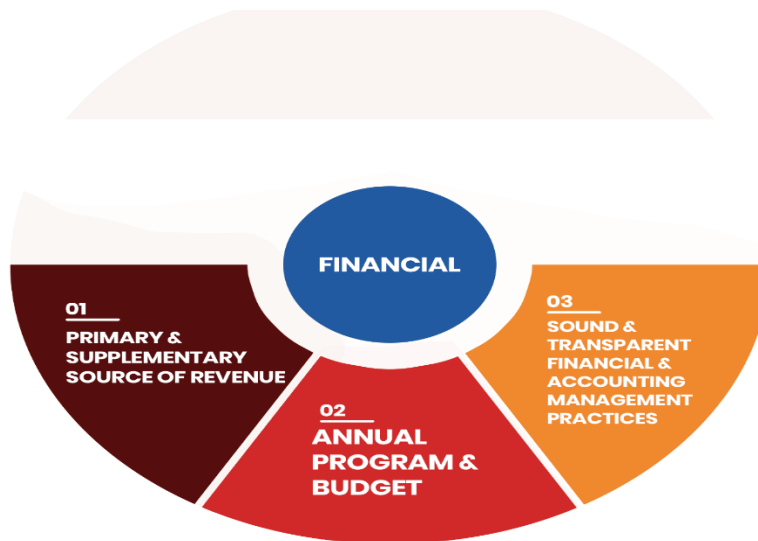 FINANCIAL
01
PRIMARY &
SUPPLEMENTARY
SOURCE OF REVENUE
02
ANNUAL
PROGRAM &
BUDGET
03
SOUND &
TRANSPARENT
FINANCIAL &
ACCOUNTING
MANAGEMENT
PRACTICES